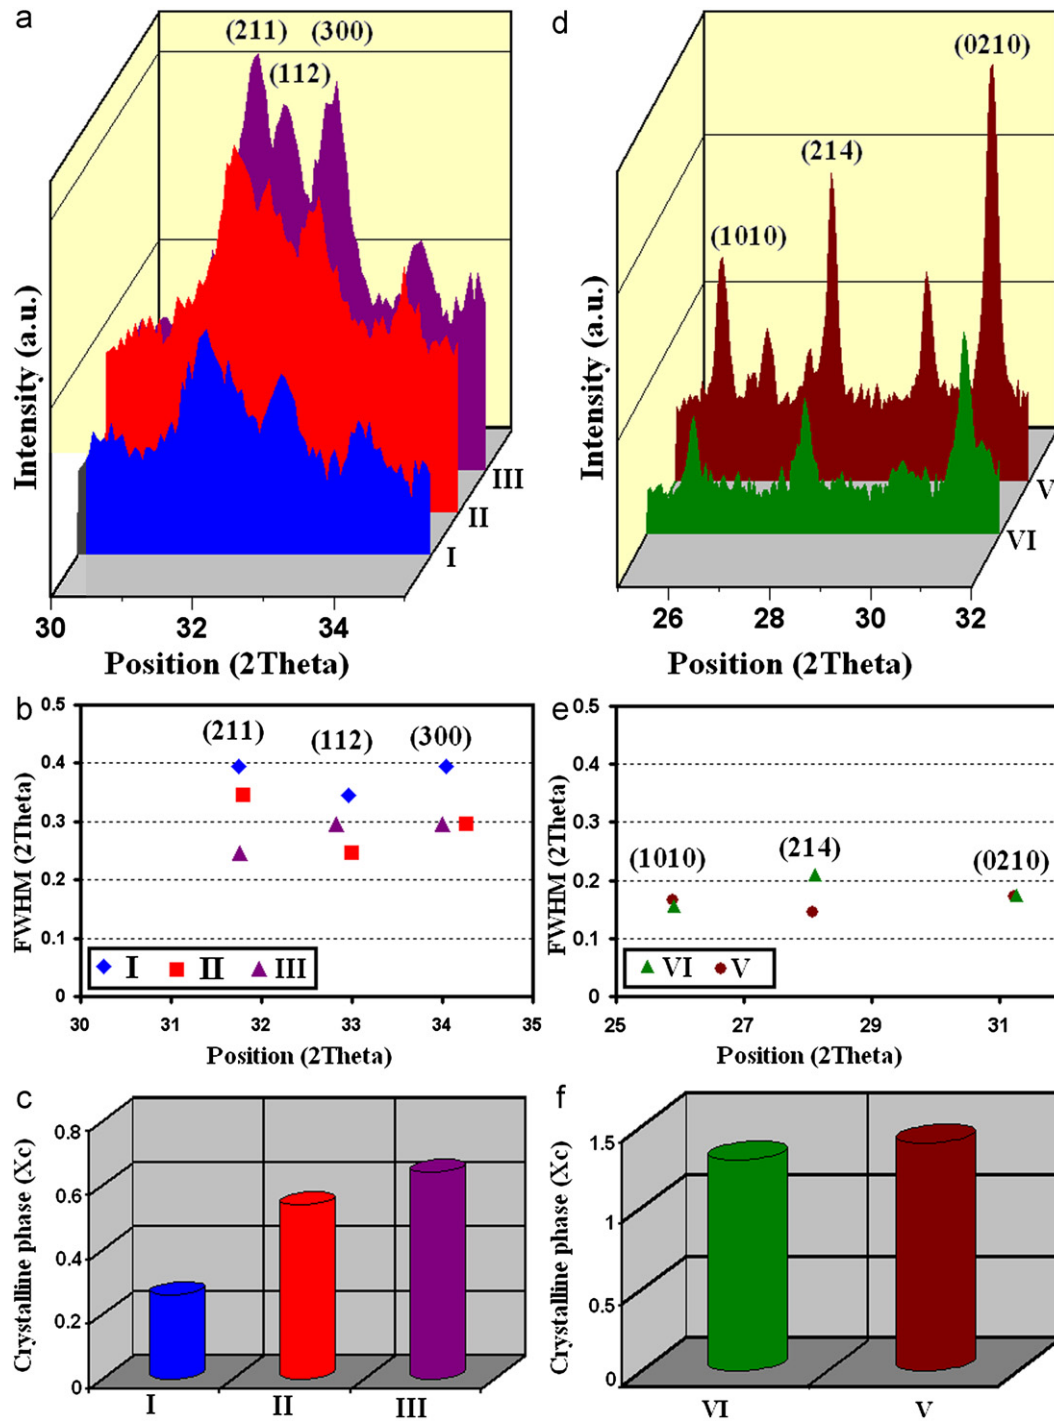 a
(211) (300)
(112)
Intensity (a.u.)
III
II
I
30 32 34
Position (2Theta)
d
(0210)
(214)
(1010)
Intensity (a.u.)
V
VI
26 28 30 32
Position (2Theta)
b
0.5
0.4
0.3
0.2
0.1
0
FWHM (2Theta)
(211) (112) (300)
I II III
30 31 32 33 34 35
Position (2Theta)
e
0.5
0.4
0.3
0.2
0.1
0
FWHM (2Theta)
(1010) (214) (0210)
VI V
25 27 29 31
Position (2Theta)
c
0.8
0.6
0.4
0.2
0
Crystalline phase (Xc)
I II III
f
1.5
1
0.5
0
Crystalline phase (Xc)
VI V